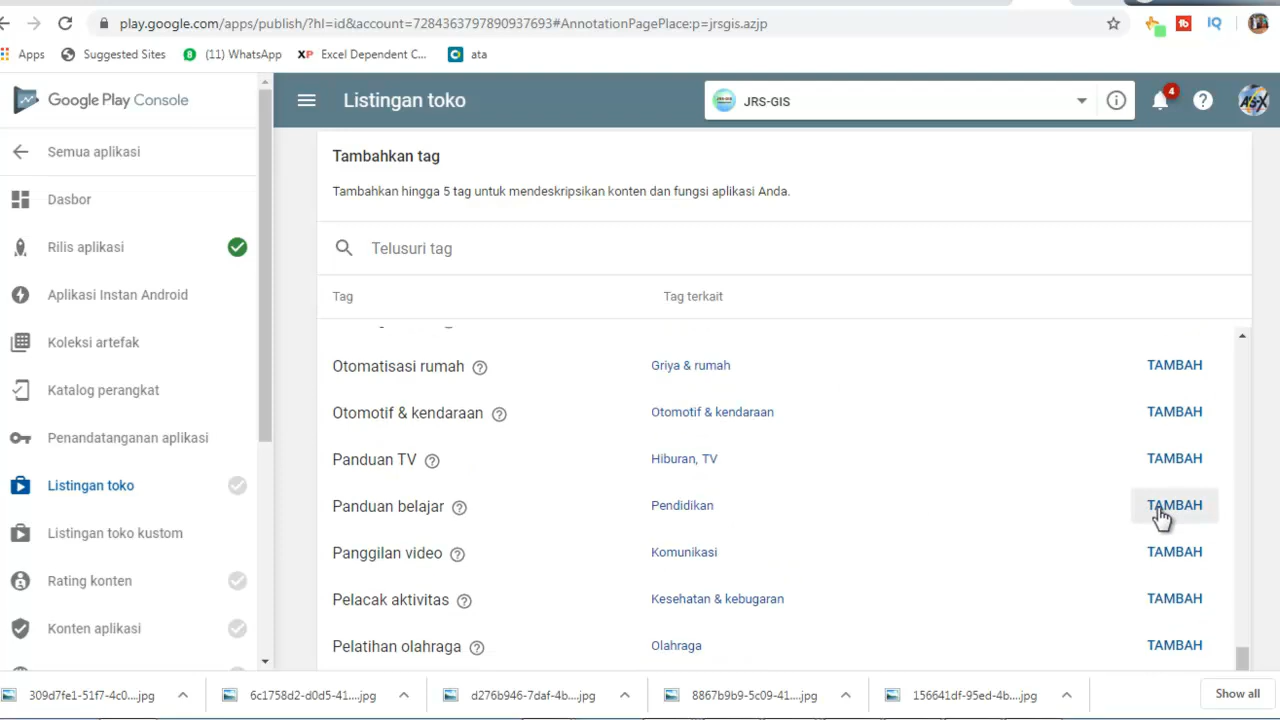 play.google.com/apps/publish/?hl=id&account=7284363797890937693#AnnotationPagePlace:p=jrsgis.azjp
Apps
Suggested Sites
(11) WhatsApp
XP Excel Dependent C...
ata
Google Play Console
Listingan toko
JRS-GIS
4
Semua aplikasi
Dasbor
Rilis aplikasi
Aplikasi Instan Android
Koleksi artefak
Katalog perangkat
Penandatanganan aplikasi
Listingan toko
Listingan toko kustom
Rating konten
Konten aplikasi
Tambahkan tag
Tambahkan hingga 5 tag untuk mendeskripsikan konten dan fungsi aplikasi Anda.
Telusuri tag
Tag Tag terkait
Otomatisasi rumah Griya & rumah TAMBAH
Otomotif & kendaraan Otomotif & kendaraan TAMBAH
Panduan TV Hiburan, TV TAMBAH
Panduan belajar Pendidikan TAMBAH
Panggilan video Komunikasi TAMBAH
Pelacak aktivitas Kesehatan & kebugaran TAMBAH
Pelatihan olahraga Olahraga TAMBAH
309d7fe1-51f7-4c0....jpg
6c1758d2-d0d5-41....jpg
d276b946-7daf-4b....jpg
8867b9b9-5c09-41....jpg
156641df-95ed-4b....jpg
Show all